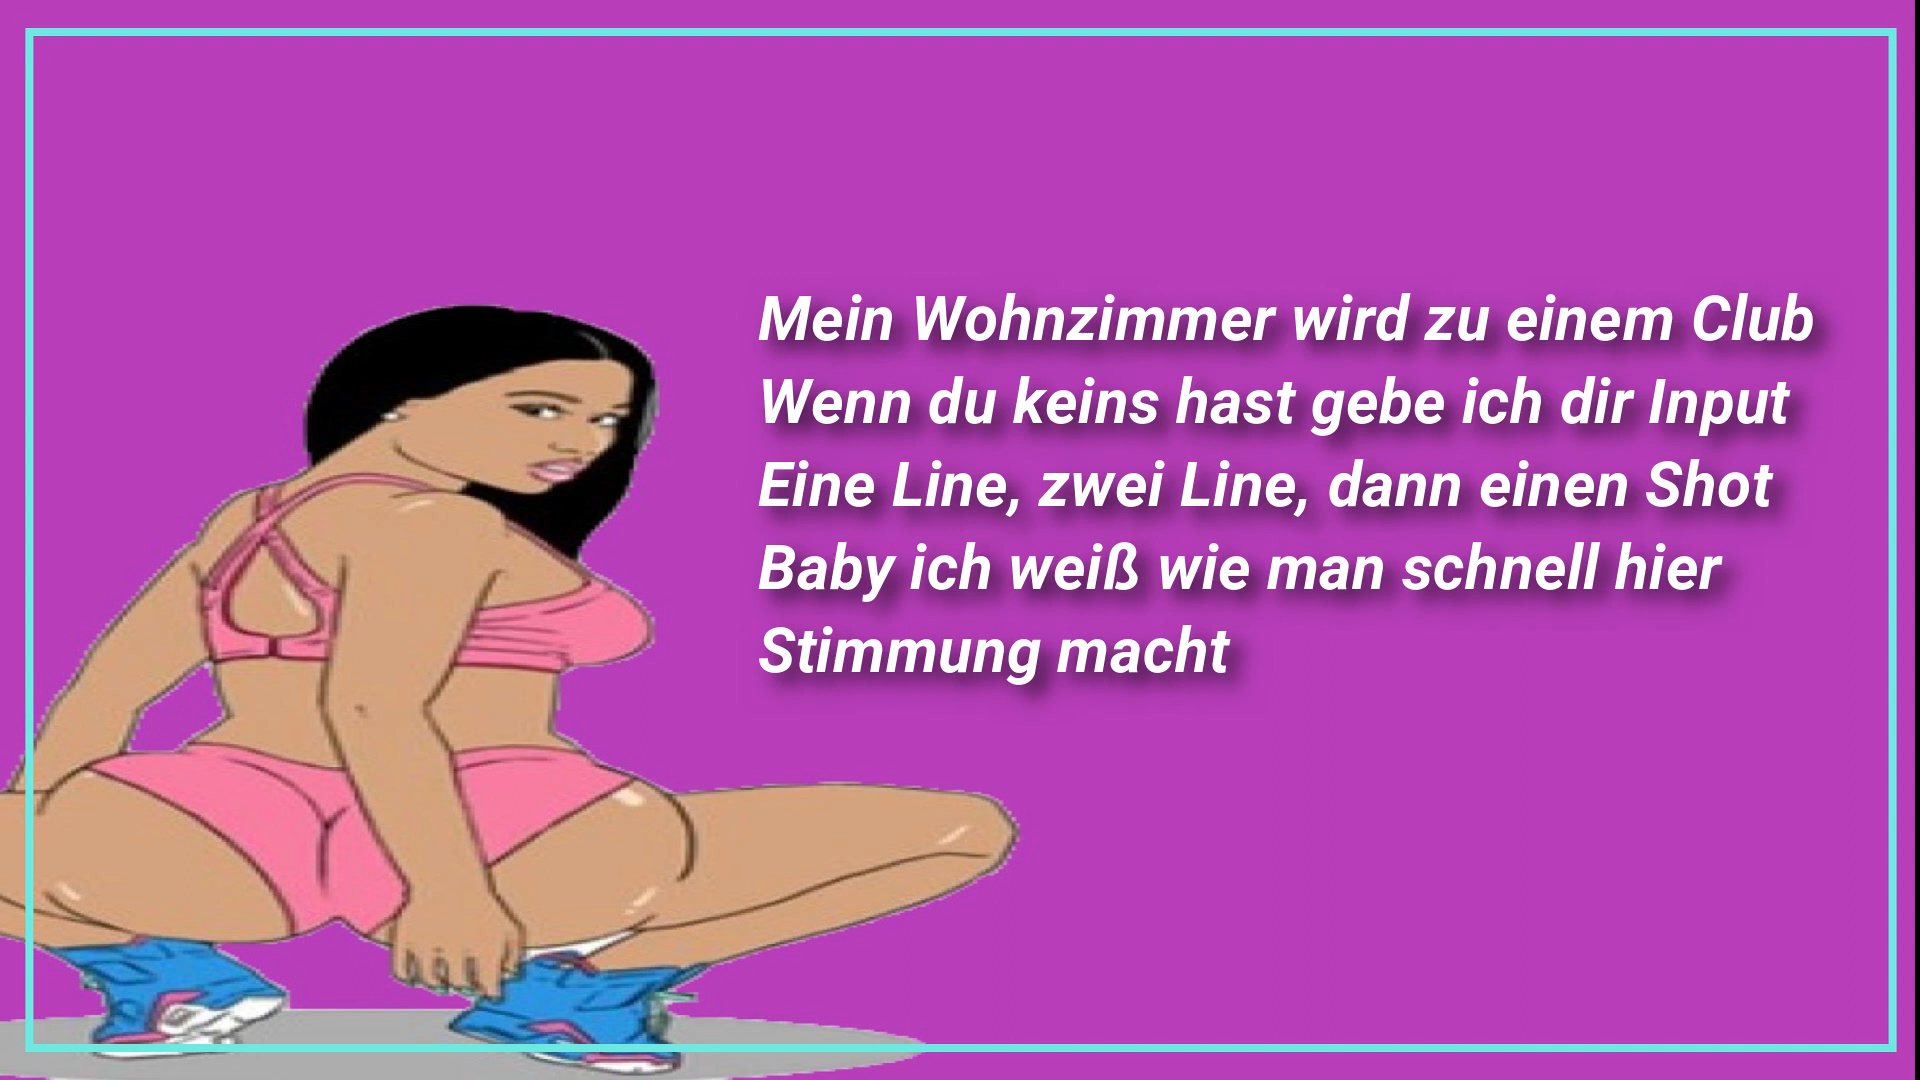 Mein Wohnzimmer wird zu einem Club
Wenn du keins hast gebe ich dir Input
Eine Line, zwei Line, dann einen Shot
Baby ich weiß wie man schnell hier
Stimmung macht